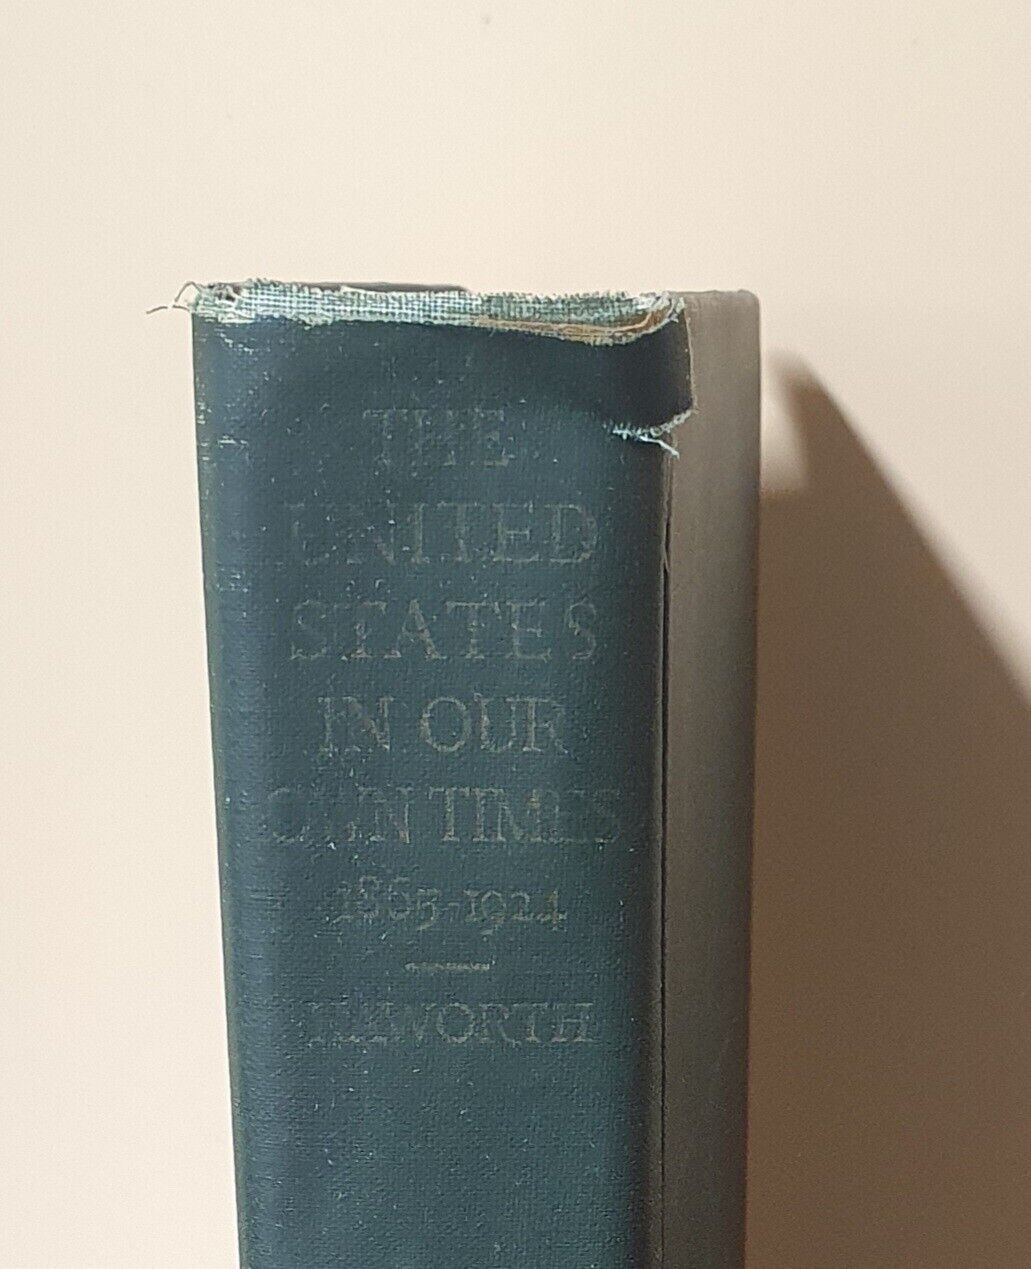 THE
UNITED
STATES
IN OUR
OWN TIMES
1865-1924
HAWORTH